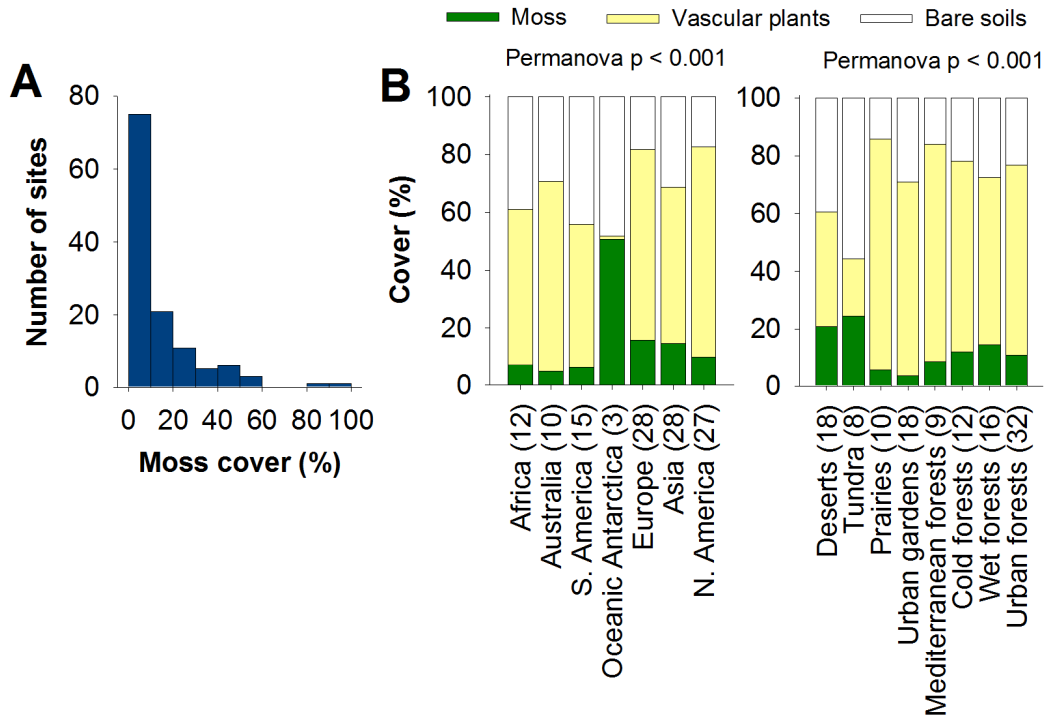 Moss
Vascular plants
Bare soils
A
80
60
40
20
0
Number of sites
0
20
40
60
80
100
Moss cover (%)
B
Permanova p < 0.001
100
80
60
40
20
0
Cover (%)
Africa (12)
Australia (10)
S. America (15)
Oceanic Antarctica (3)
Europe (28)
Asia (28)
N. America (27)
Permanova p < 0.001
100
80
60
40
20
0
Deserts (18)
Tundra (8)
Prairies (10)
Urban gardens (18)
Mediterranean forests (9)
Cold forests (12)
Wet forests (16)
Urban forests (32)